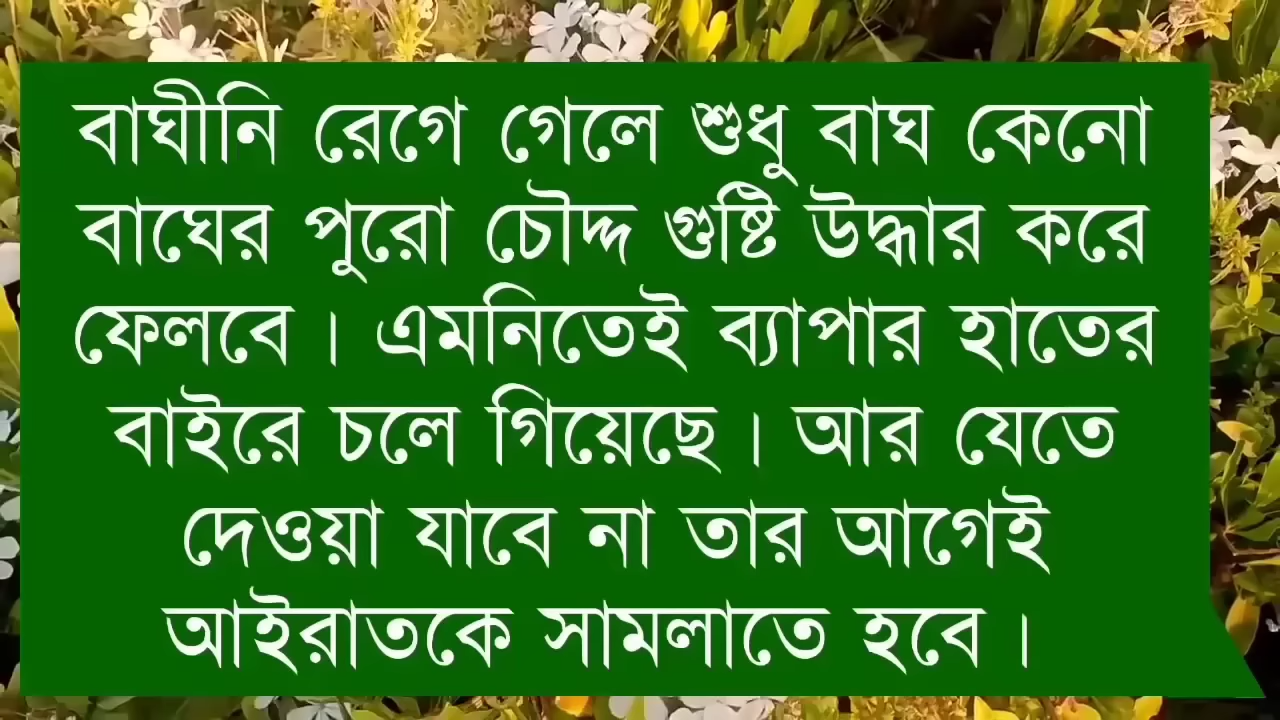 বাঘীনি রেগে গেলে শুধু বাঘ কেনো
বাঘের পুরো চৌদ্দ গুষ্টি উদ্ধার করে
ফেলবে। এমনিতেই ব্যাপার হাতের
বাইরে চলে গিয়েছে। আর যেতে
দেওয়া যাবে না তার আগেই
আইরাতকে সামলাতে হবে।